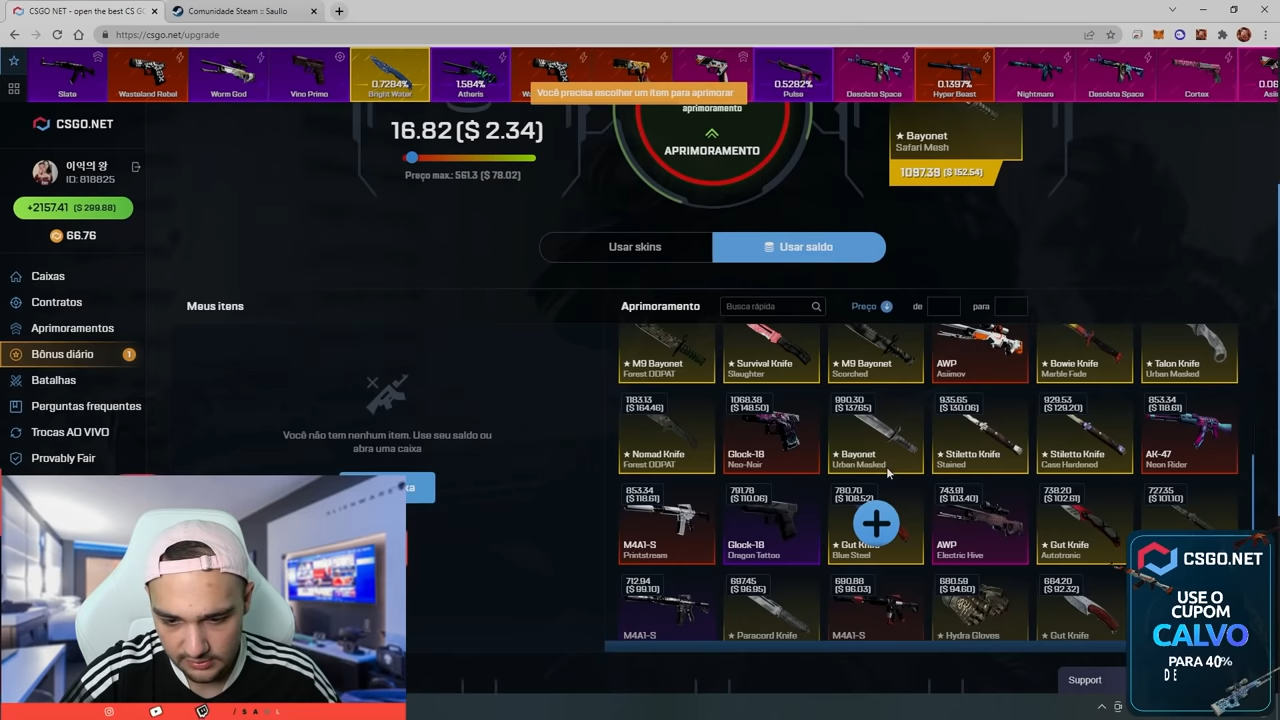 CSGO NET - open the best CS GO
Comunidade Steam :: Saullo
https://csgo.net/upgrade
Slate
Wasteland Rebel
Worm God
Vino Primo
0.7284%
Bright Water
1.584%
Atheris
0.5282%
Pulse
Desolate Space
0.1397%
Hyper Beast
Nightmare
Desolate Space
Cortex
Você precisa escolher um item para aprimorar
CSGO.NET
이익의 왕
ID: 818825
+2157.41 ($ 299.88)
66.76
Caixas
Contratos
Aprimoramentos
Bônus diário 1
Batalhas
Perguntas frequentes
Trocas AO VIVO
Provably Fair
16.82 ($ 2.34)
Preço max.: 561.3 ($ 78.02)
aprimoramento
APRIMORAMENTO
★ Bayonet
Safari Mesh
1097.39 ($ 152.54)
Usar skins
Usar saldo
Meus itens
Você não tem nenhum item. Use seu saldo ou
abra uma caixa
Aprimoramento
Busca rápida
Preço
de
para
★ M9 Bayonet
Forest DDPAT
★ Survival Knife
Slaughter
★ M9 Bayonet
Scorched
AWP
Asiimov
★ Bowie Knife
Marble Fade
★ Talon Knife
Urban Masked
1183.13
($ 164.46)
★ Nomad Knife
Forest DDPAT
1068.38
($ 148.50)
Glock-18
Neo-Noir
990.30
($ 137.65)
★ Bayonet
Urban Masked
935.65
($ 130.06)
★ Stiletto Knife
Stained
929.53
($ 129.20)
★ Stiletto Knife
Case Hardened
853.34
($ 118.61)
AK-47
Neon Rider
853.34
($ 118.61)
M4A1-S
Printstream
791.78
($ 110.06)
Glock-18
Dragon Tattoo
780.70
($ 108.52)
★ Gut Kn
Blue Steel
743.91
($ 103.40)
AWP
Electric Hive
738.20
($ 102.61)
★ Gut Knife
Autotronic
727.35
($ 101.10)
712.94
($ 99.10)
M4A1-S
697.45
($ 96.95)
★ Paracord Knife
690.88
($ 96.03)
M4A1-S
680.59
($ 94.60)
★ Hydra Gloves
664.20
($ 92.32)
★ Gut Knife
CSGO.NET
USE O
CUPOM
CALVO
PARA 40%
DE
Support
ALIENWARE
/ S A L